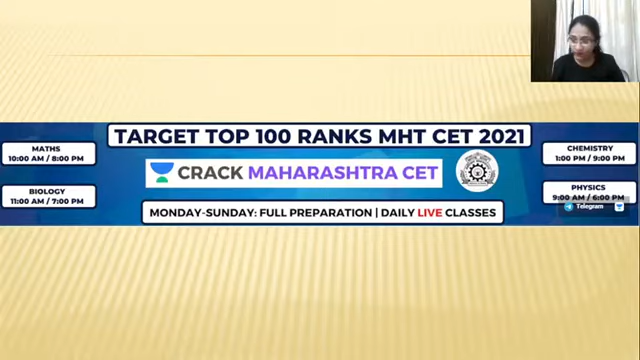 TARGET TOP 100 RANKS MHT CET 2021
MATHS
10:00 AM / 8:00 PM
CHEMISTRY
1:00 PM / 9:00 PM
CRACK MAHARASHTRA CET
BIOLOGY
11:00 AM / 7:00 PM
PHYSICS
9:00 AM / 6:00 PM
Telegram
MONDAY-SUNDAY: FULL PREPARATION | DAILY LIVE CLASSES